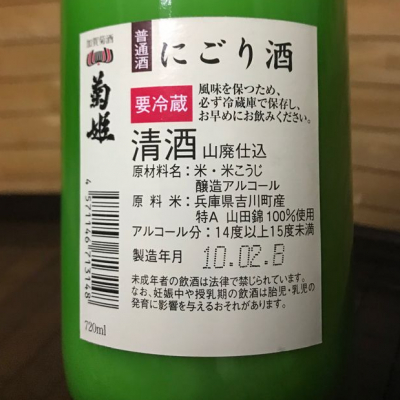 加賀菊酒
菊姫
普通酒
にごり酒
要冷蔵
風味を保つため、
必ず冷蔵庫で保存し、
お早めにお飲みください。
清酒 山廃仕込
原材料名：米・米こうじ
醸造アルコール
原料米：兵庫県吉川町産
特A 山田錦100%使用
アルコール分：14度以上15度未満
製造年月 10.02.B
未成年者の飲酒は法律で禁じられています。
なお、妊娠中や授乳期の飲酒は胎児・乳児の
発育に影響を与えるおそれがあります。
4571146713148
720ml